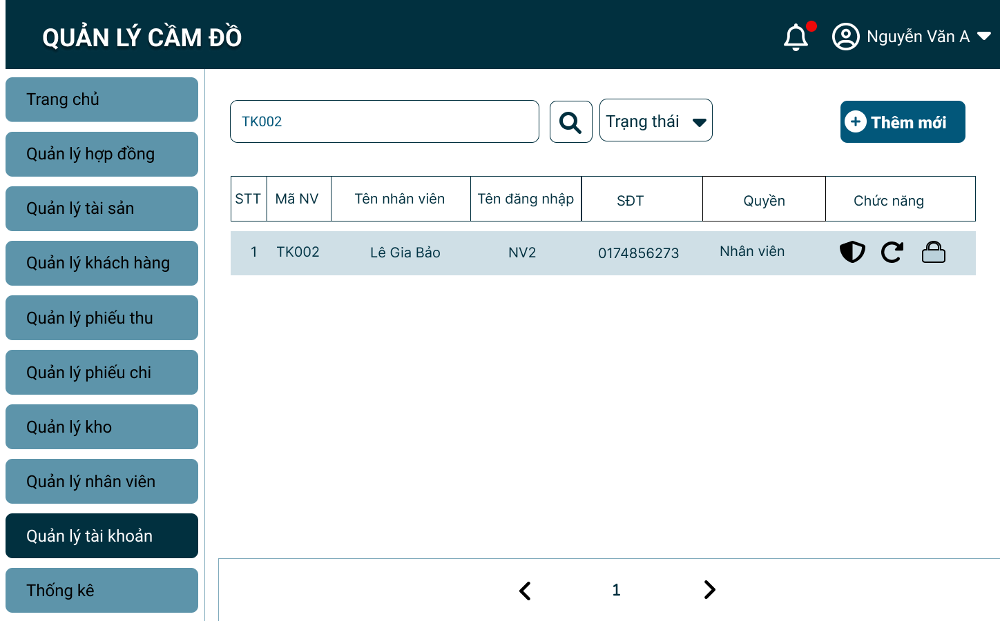 QUẢN LÝ CẦM ĐỒ
Nguyễn Văn A
Trang chủ
Quản lý hợp đồng
Quản lý tài sản
Quản lý khách hàng
Quản lý phiếu thu
Quản lý phiếu chi
Quản lý kho
Quản lý nhân viên
Quản lý tài khoản
Thống kê
TK002
Trạng thái
Thêm mới
STT Mã NV Tên nhân viên Tên đăng nhập SĐT Quyền Chức năng
1 TK002 Lê Gia Bảo NV2 0174856273 Nhân viên
1